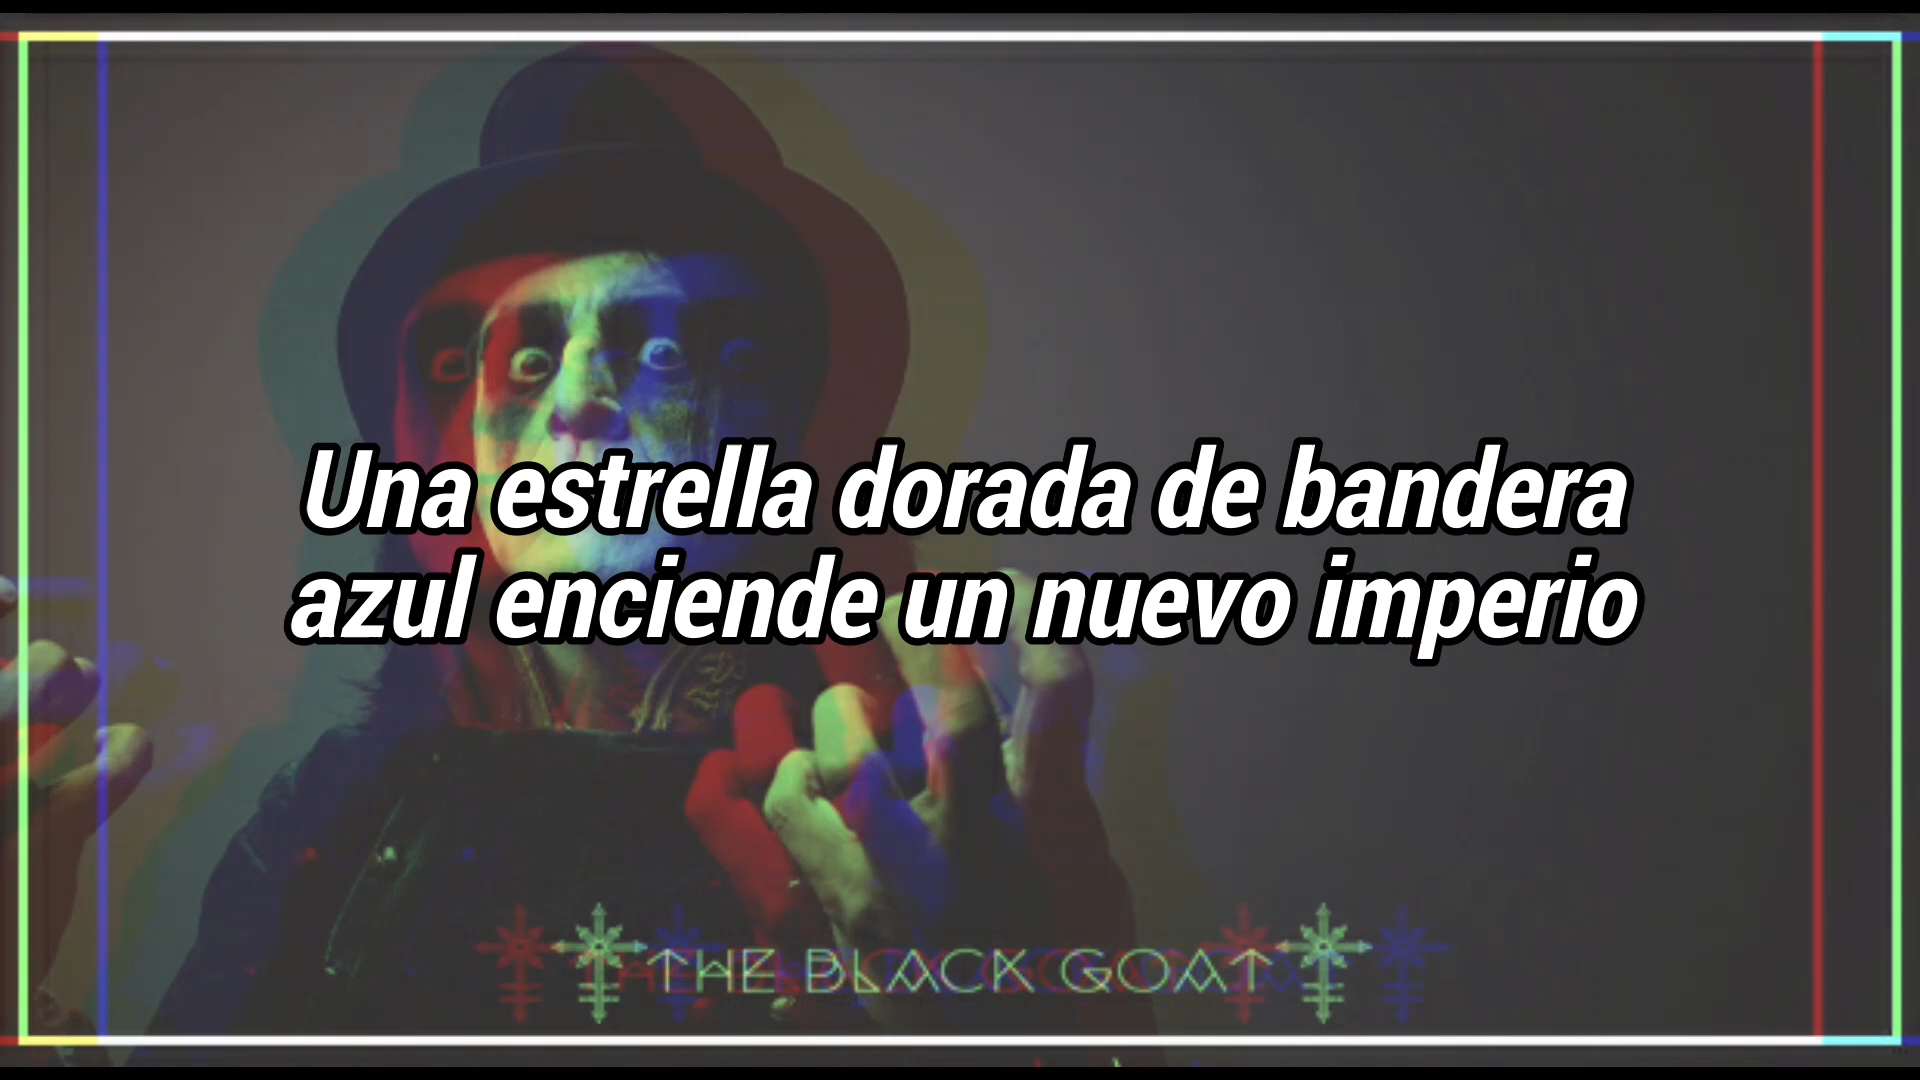 Una estrella dorada de bandera
azul enciende un nuevo imperio
THE BLACK GOAT